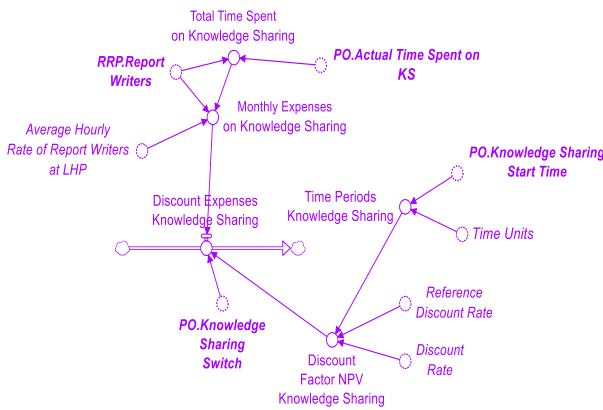 Total Time Spent
on Knowledge Sharing
RRP.Report
Writers
PO.Actual Time Spent on
KS
Monthly Expenses
on Knowledge Sharing
Average Hourly
Rate of Report Writers
at LHP
PO.Knowledge Sharing
Start Time
Discount Expenses
Knowledge Sharing
Time Periods
Knowledge Sharing
Time Units
Reference
Discount Rate
PO.Knowledge
Sharing
Switch
Discount
Factor NPV
Knowledge Sharing
Discount
Rate